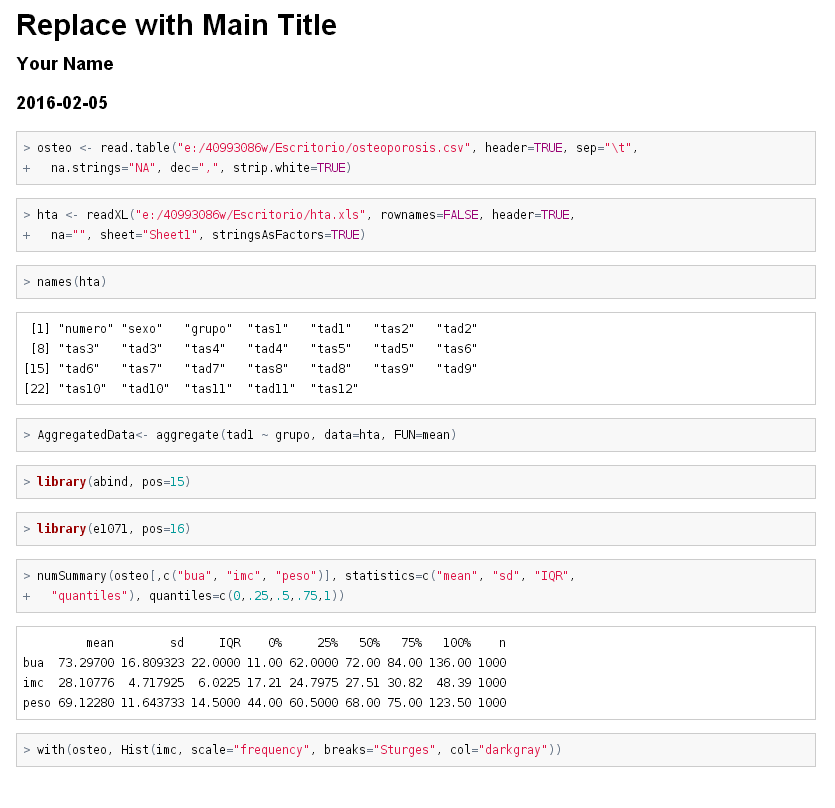 Replace with Main Title
Your Name
2016-02-05
> osteo <- read.table("e:/40993086w/Escritorio/osteoporosis.csv", header=TRUE, sep="\t",
+   na.strings="NA", dec=",", strip.white=TRUE)
> hta <- readXL("e:/40993086w/Escritorio/hta.xls", rownames=FALSE, header=TRUE,
+   na="", sheet="Sheet1", stringsAsFactors=TRUE)
> names(hta)
 [1] "numero" "sexo"   "grupo"  "tas1"   "tad1"   "tas2"   "tad2"
 [8] "tas3"   "tad3"   "tas4"   "tad4"   "tas5"   "tad5"   "tas6"
[15] "tad6"   "tas7"   "tad7"   "tas8"   "tad8"   "tas9"   "tad9"
[22] "tas10"  "tad10"  "tas11"  "tad11"  "tas12"
> AggregatedData<- aggregate(tad1 ~ grupo, data=hta, FUN=mean)
> library(abind, pos=15)
> library(e1071, pos=16)
> numSummary(osteo[,c("bua", "imc", "peso")], statistics=c("mean", "sd", "IQR",
+   "quantiles"), quantiles=c(0,.25,.5,.75,1))
         mean        sd     IQR    0%     25%   50%   75%   100%    n
bua  73.29700 16.809323 22.0000 11.00 62.0000 72.00 84.00 136.00 1000
imc  28.10776  4.717925  6.0225 17.21 24.7975 27.51 30.82  48.39 1000
peso 69.12280 11.643733 14.5000 44.00 60.5000 68.00 75.00 123.50 1000
> with(osteo, Hist(imc, scale="frequency", breaks="Sturges", col="darkgray"))